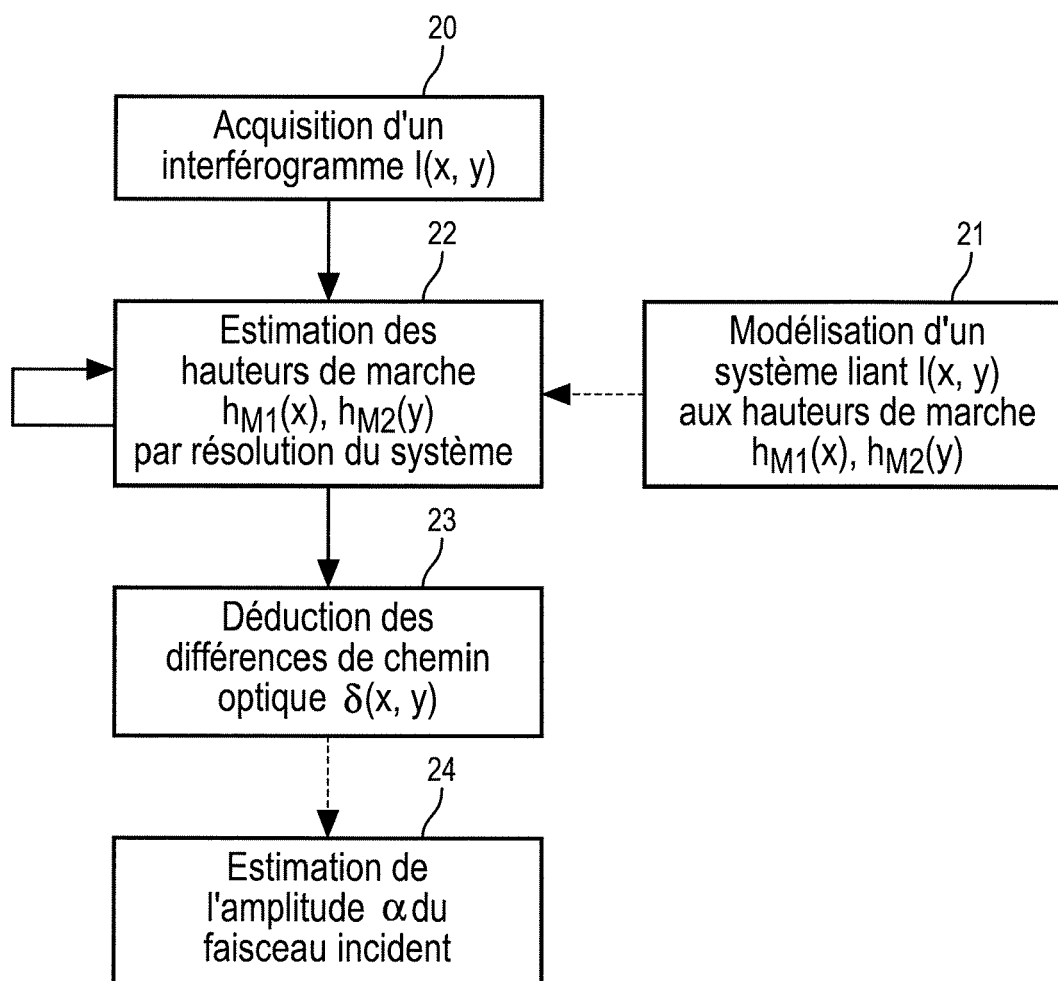 20
Acquisition d'un
interférogramme I(x, y)
22
Estimation des
hauteurs de marche
hM1(x), hM2(y)
par résolution du système
21
Modélisation d'un
système liant I(x, y)
aux hauteurs de marche
hM1(x), hM2(y)
23
Déduction des
différences de chemin
optique δ(x, y)
24
Estimation de
l'amplitude α du
faisceau incident